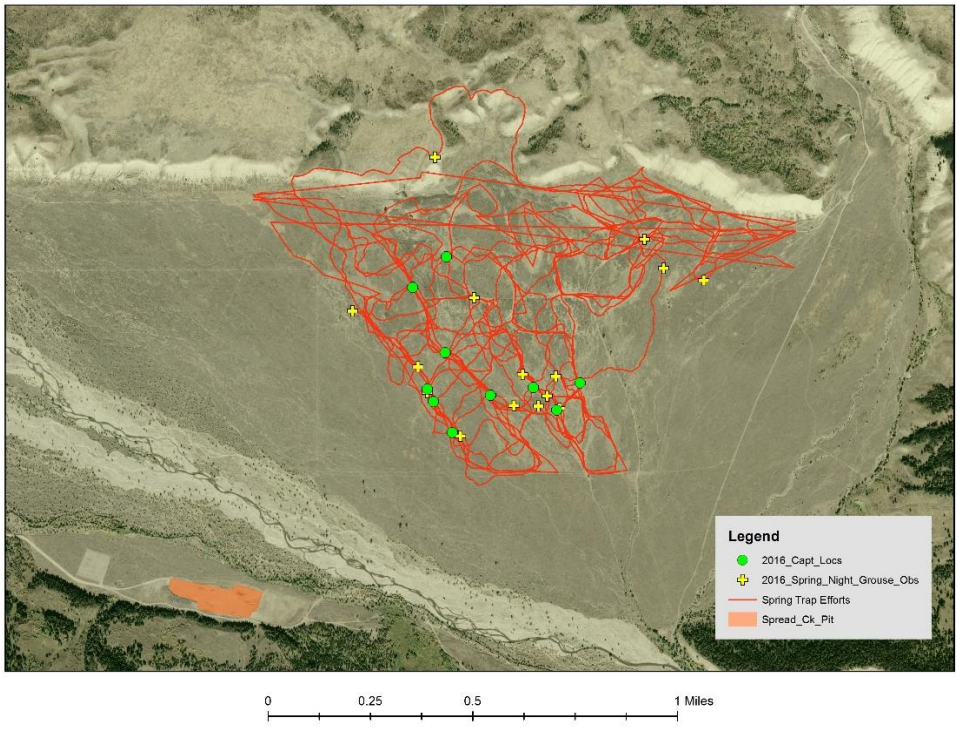 Legend
2016_Capt_Locs
2016_Spring_Night_Grouse_Obs
Spring Trap Efforts
Spread_Ck_Pit
0 0.25 0.5 1 Miles